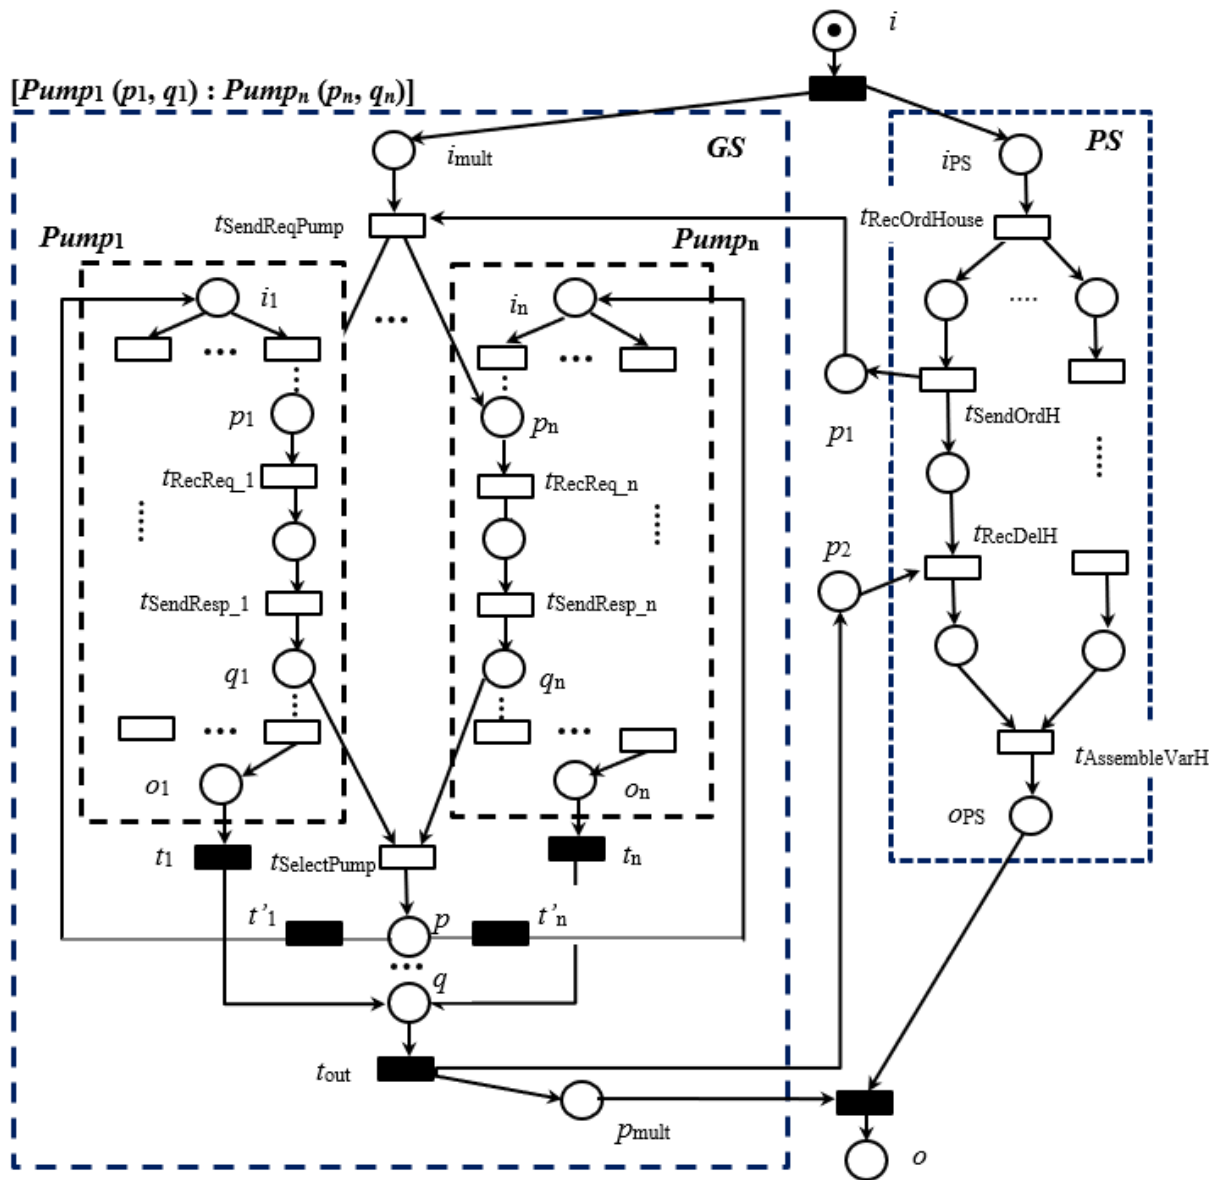 i
[Pump1 (p1, q1) : Pumpn (pn, qn)]
GS
PS
imult
iPS
tSendReqPump
tRecOrdHouse
Pump1
Pumpn
i1
in
...
....
...
...
p1
pn
p1
tSendOrdH
tRecReq_1
tRecReq_n
p2
tRecDelH
tSendResp_1
tSendResp_n
q1
qn
...
...
tAssembleVarH
o1
on
oPS
t1
tSelectPump
tn
t’1
p
t’n
...
q
tout
pmult
o